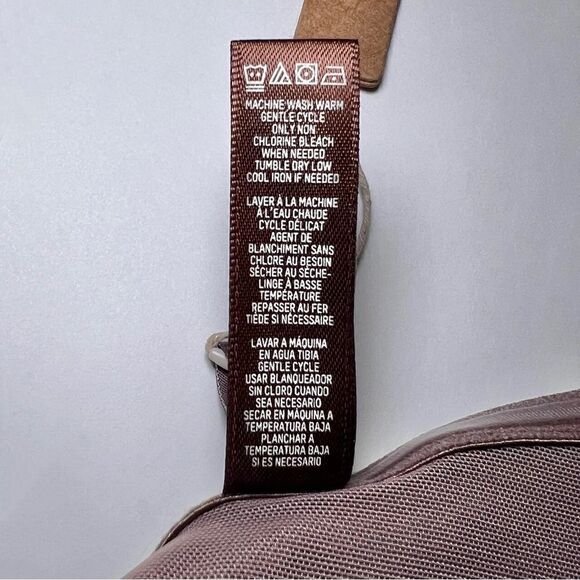 MACHINE WASH WARM
GENTLE CYCLE
ONLY NON
CHLORINE BLEACH
WHEN NEEDED
TUMBLE DRY LOW
COOL IRON IF NEEDED
LAVER À LA MACHINE
À L'EAU CHAUDE
CYCLE DÉLICAT
AGENT DE
BLANCHIMENT SANS
CHLORE AU BESOIN
SÉCHER AU SÈCHE-
LINGE À BASSE
TEMPÉRATURE
REPASSER AU FER
TIÈDE SI NÉCESSAIRE
LAVAR A MÁQUINA
EN AGUA TIBIA
GENTLE CYCLE
USAR BLANQUEADOR
SIN CLORO CUANDO
SEA NECESARIO
SECAR EN MÁQUINA A
TEMPERATURA BAJA
PLANCHAR A
TEMPERATURA BAJA
SI ES NECESARIO